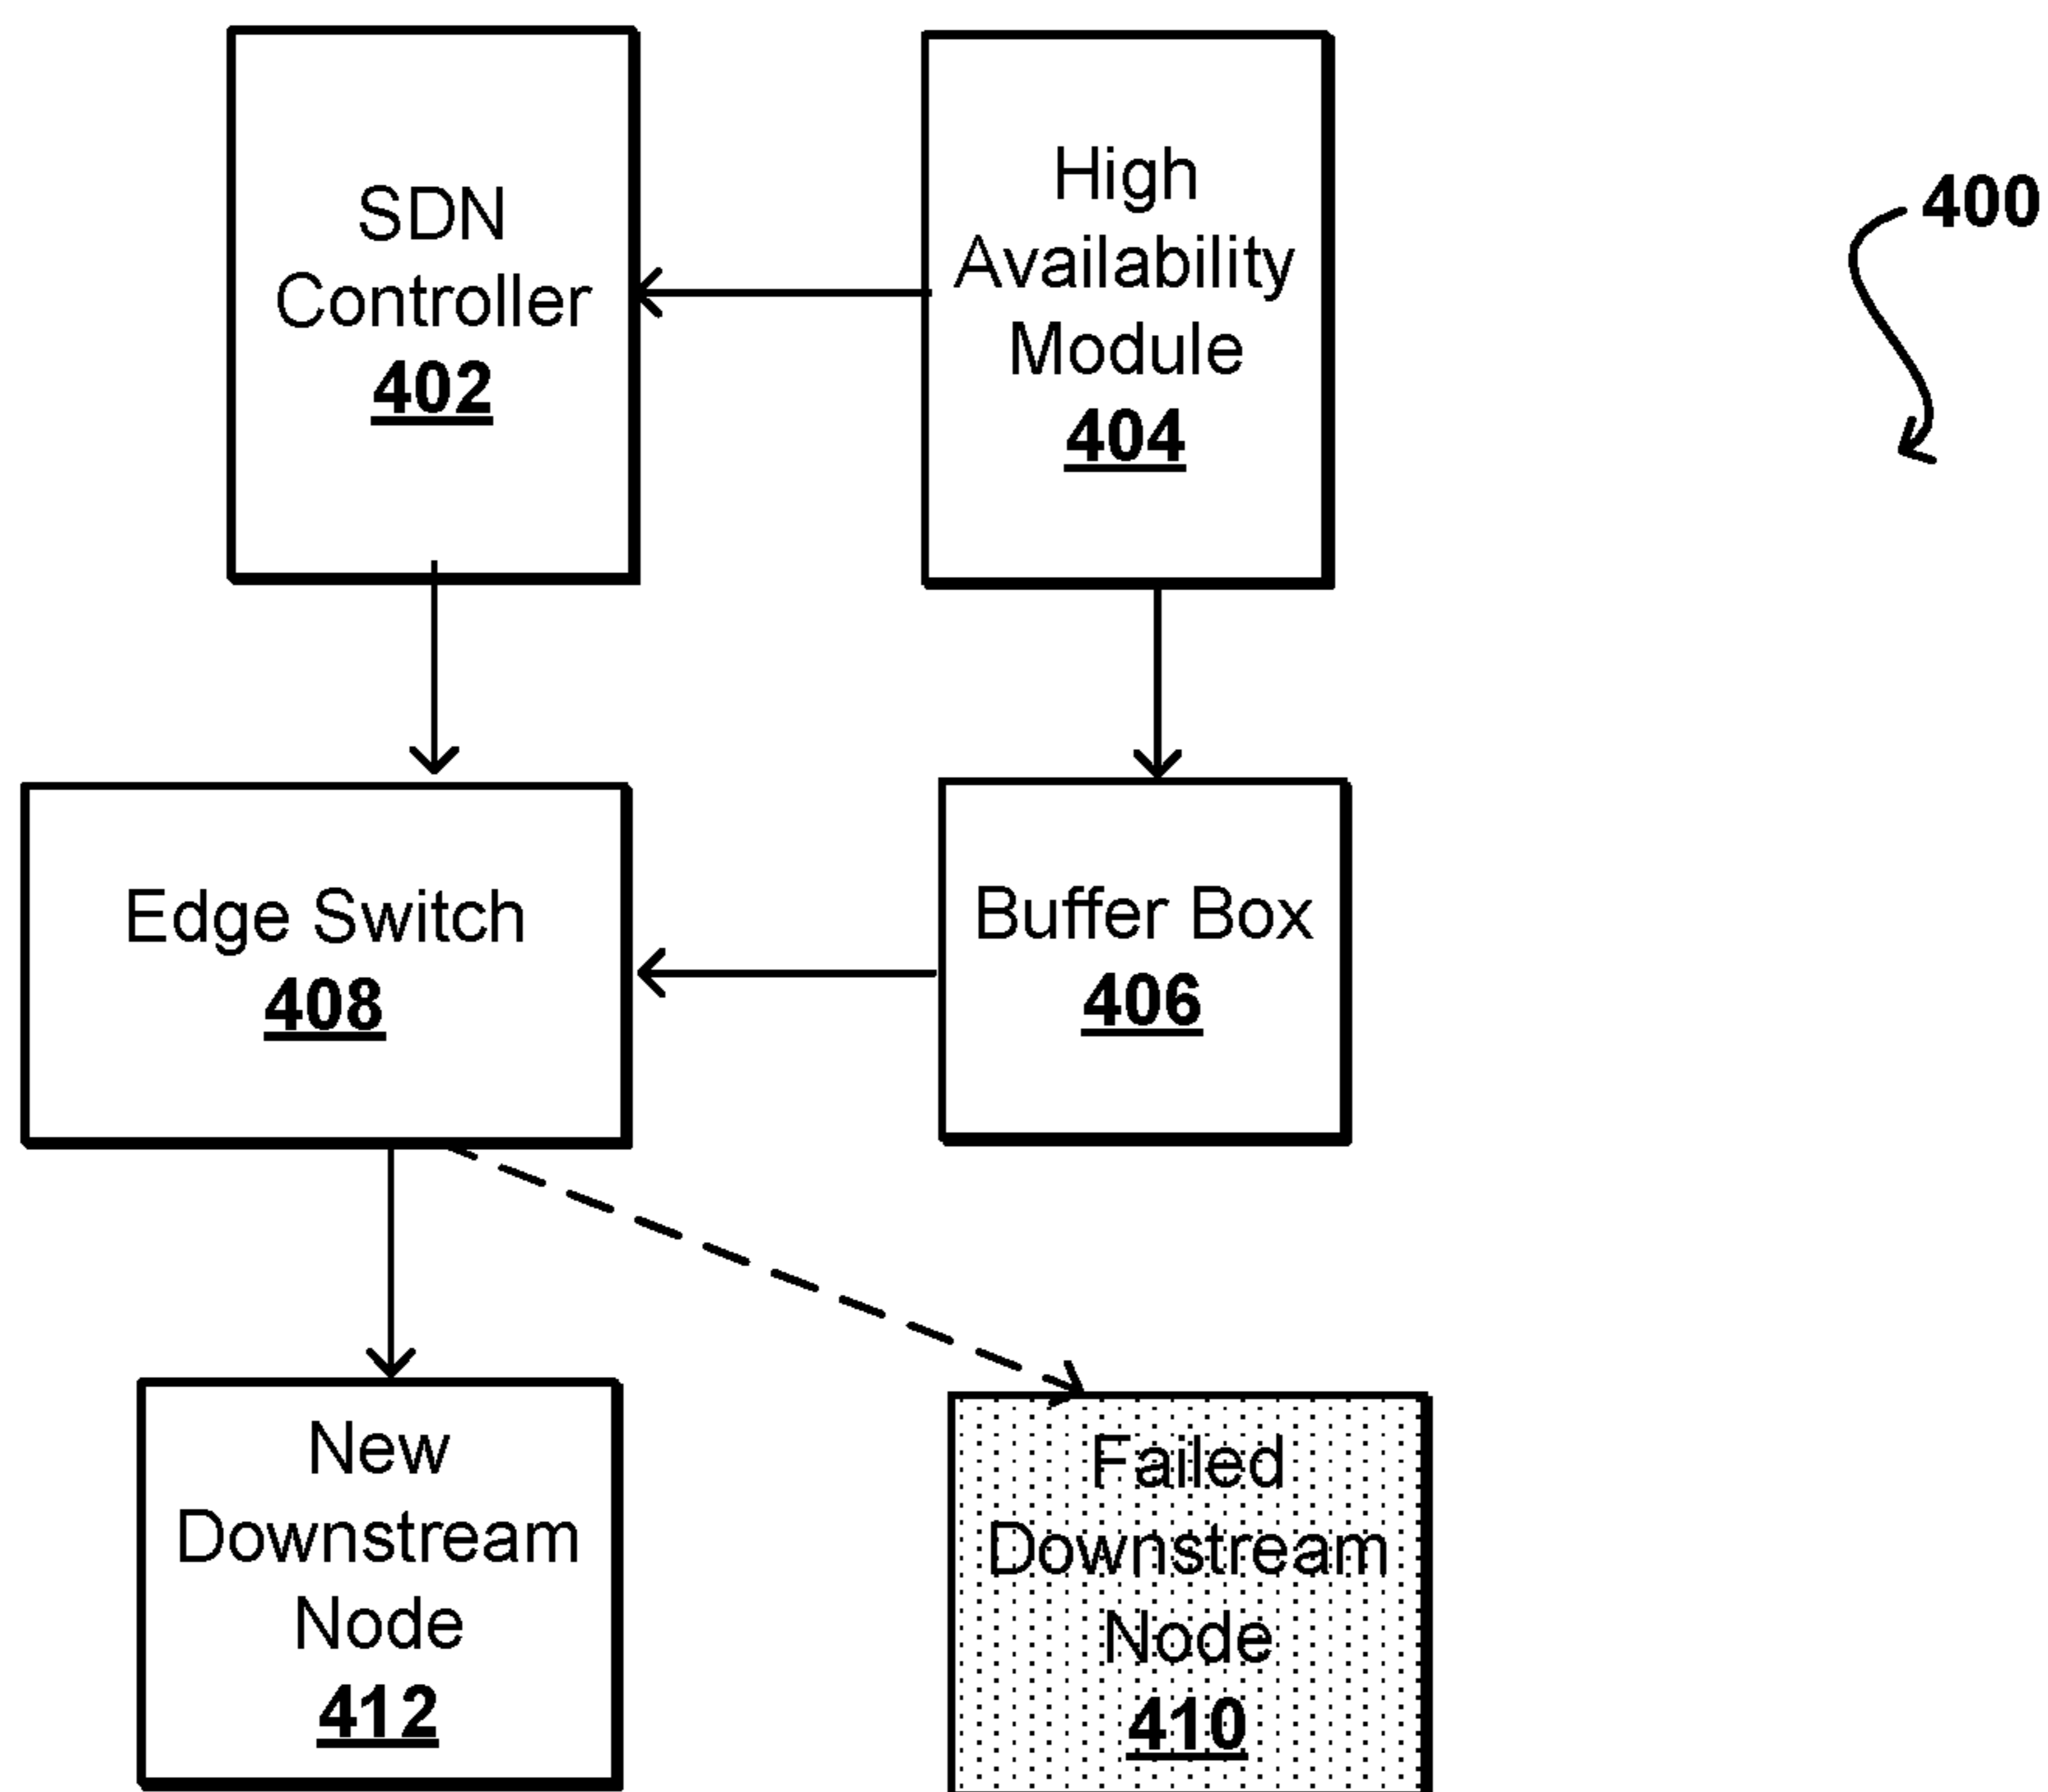 SDN
Controller
402
High
Availability
Module
404
400
Edge Switch
408
Buffer Box
406
New
Downstream
Node
412
Failed
Downstream
Node
410